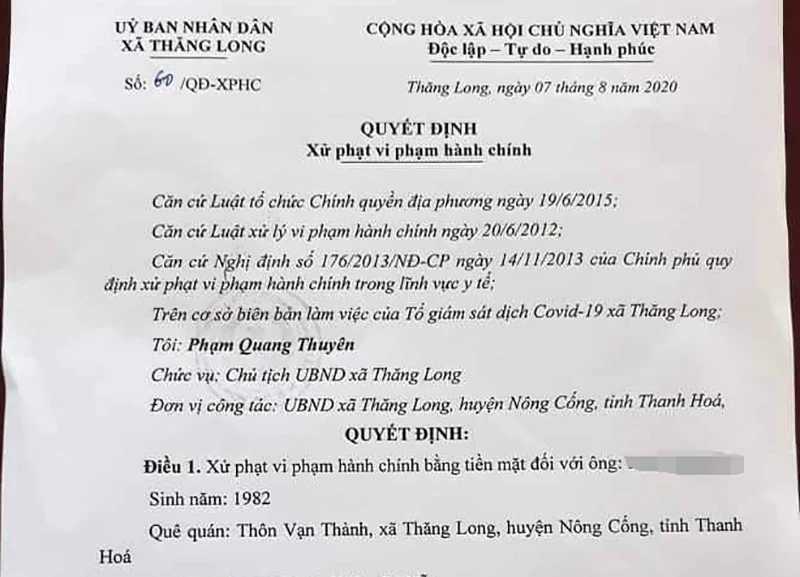 UỶ BAN NHÂN DÂN
XÃ THĂNG LONG
Số: 60 /QĐ-XPHC
CỘNG HÒA XÃ HỘI CHỦ NGHĨA VIỆT NAM
Độc lập – Tự do – Hạnh phúc
Thăng Long, ngày 07 tháng 8 năm 2020
QUYẾT ĐỊNH
Xử phạt vi phạm hành chính
Căn cứ Luật tổ chức Chính quyền địa phương ngày 19/6/2015;
Căn cứ Luật xử lý vi phạm hành chính ngày 20/6/2012;
Căn cứ Nghị định số 176/2013/NĐ-CP ngày 14/11/2013 của Chính phủ quy
định xử phạt vi phạm hành chính trong lĩnh vực y tế;
Trên cơ sở biên bản làm việc của Tổ giám sát dịch Covid-19 xã Thăng Long;
Tôi: Phạm Quang Thuyên
Chức vụ: Chủ tịch UBND xã Thăng Long
Đơn vị công tác: UBND xã Thăng Long, huyện Nông Cống, tỉnh Thanh Hoá,
QUYẾT ĐỊNH:
Điều 1. Xử phạt vi phạm hành chính bằng tiền mặt đối với ông:
Sinh năm: 1982
Quê quán: Thôn Vạn Thành, xã Thăng Long, huyện Nông Cống, tỉnh Thanh
Hoá